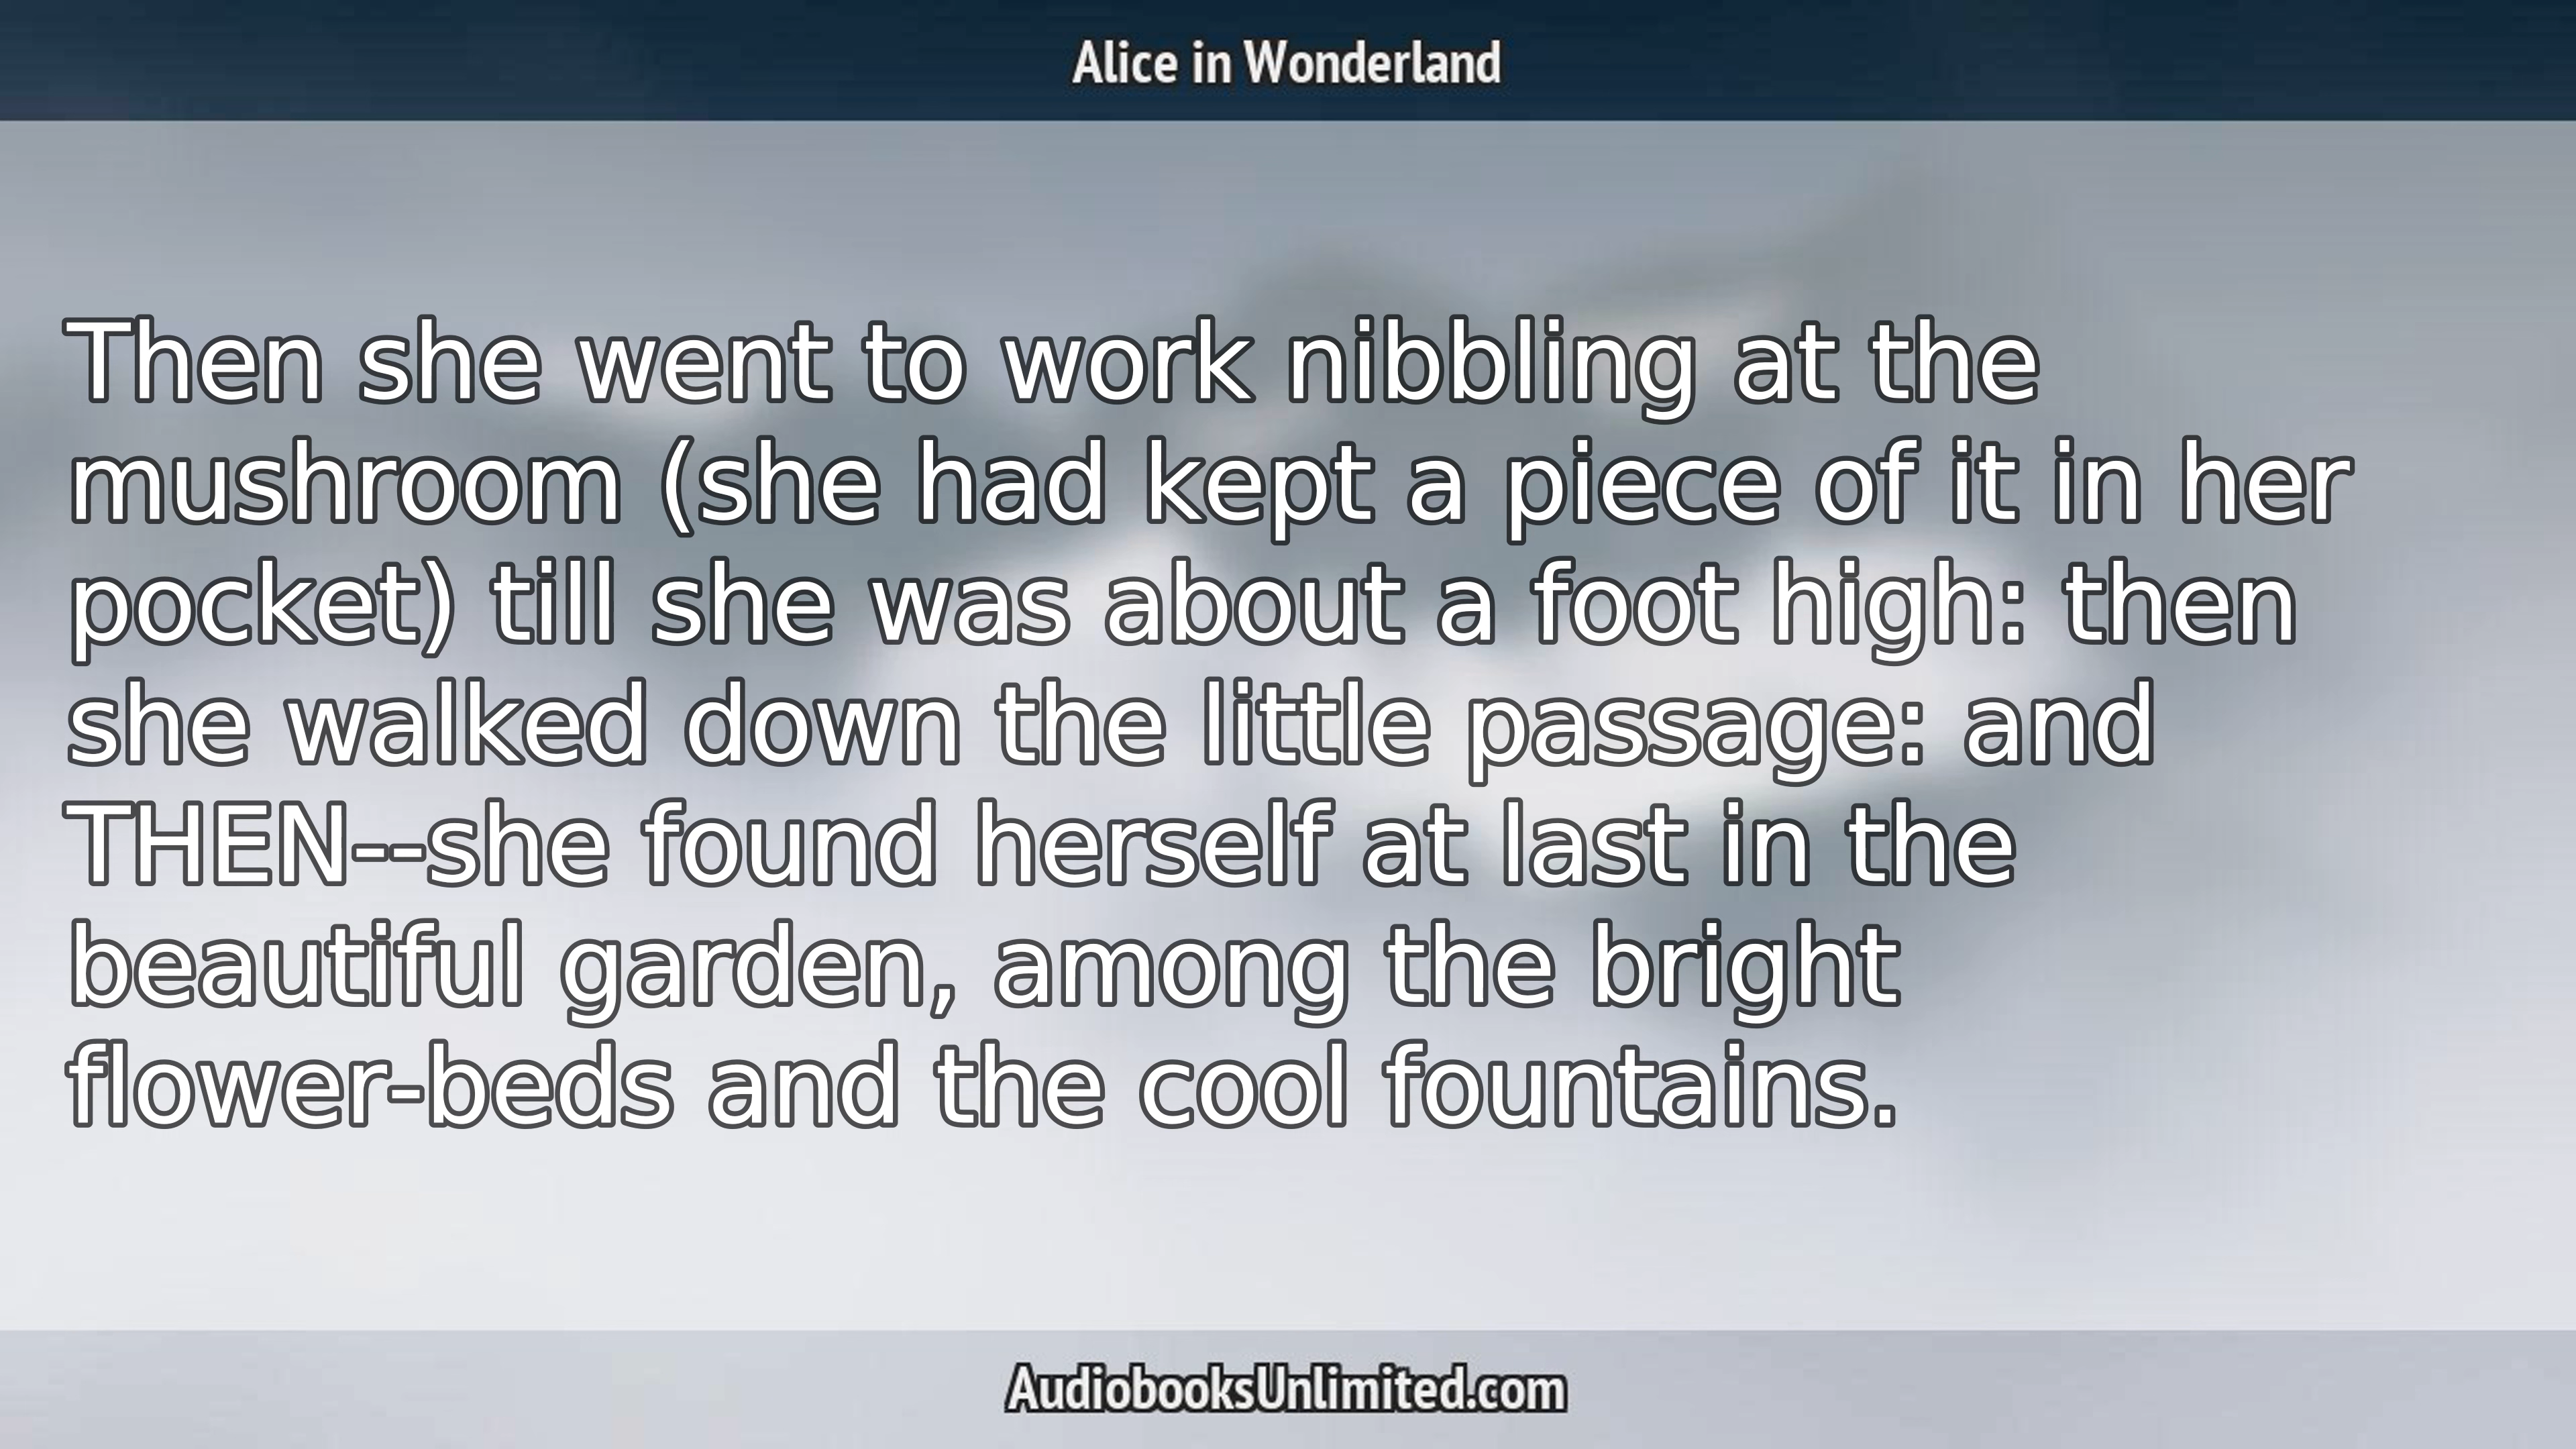 Alice in Wonderland
Then she went to work nibbling at the
mushroom (she had kept a piece of it in her
pocket) till she was about a foot high: then
she walked down the little passage: and
THEN--she found herself at last in the
beautiful garden, among the bright
flower-beds and the cool fountains.
AudiobooksUnlimited.com